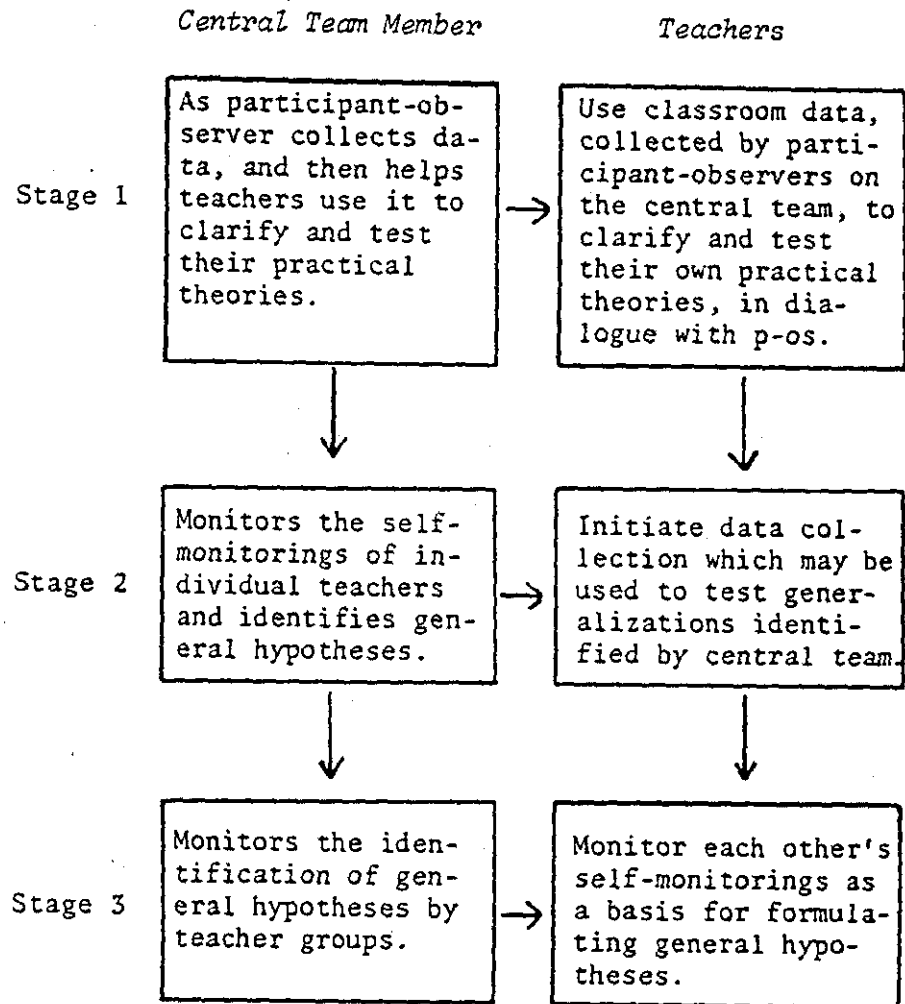 Central Team Member
Teachers
Stage 1
As participant-ob-
server collects da-
ta, and then helps
teachers use it to
clarify and test
their practical
theories.
Use classroom data,
collected by parti-
cipant-observers on
the central team, to
clarify and test
their own practical
theories, in dia-
logue with p-os.
Stage 2
Monitors the self-
monitorings of in-
dividual teachers
and identifies gen-
eral hypotheses.
Initiate data col-
lection which may be
used to test gener-
alizations identi-
fied by central team.
Stage 3
Monitors the iden-
tification of gen-
eral hypotheses by
teacher groups.
Monitor each other's
self-monitorings as
a basis for formula-
ting general hypo-
theses.